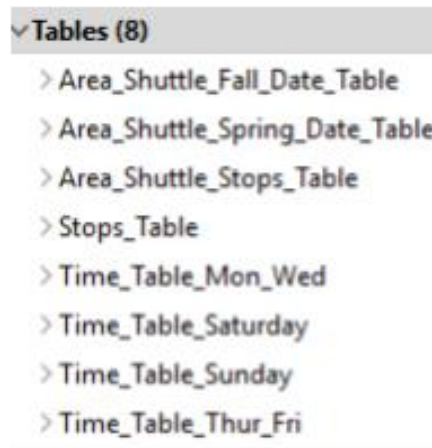 Tables (8)
Area_Shuttle_Fall_Date_Table
Area_Shuttle_Spring_Date_Table
Area_Shuttle_Stops_Table
Stops_Table
Time_Table_Mon_Wed
Time_Table_Saturday
Time_Table_Sunday
Time_Table_Thur_Fri